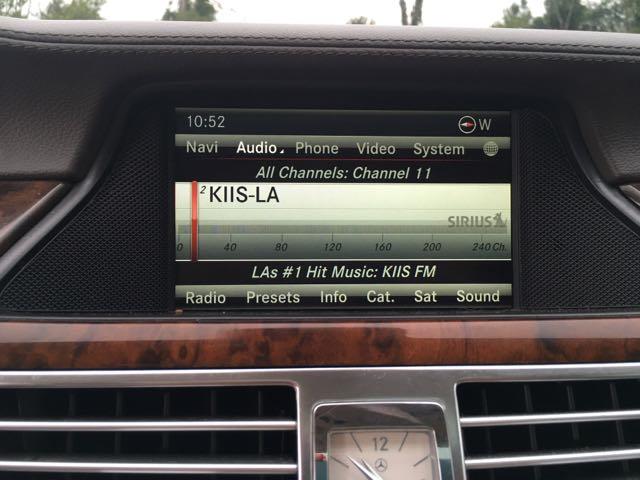 10:52 W
Navi Audio Phone Video System
All Channels: Channel 11
2 KIIS-LA
SIRIUS
0 40 80 120 160 200 240 Ch.
LAs #1 Hit Music: KIIS FM
Radio Presets Info Cat. Sat Sound
12